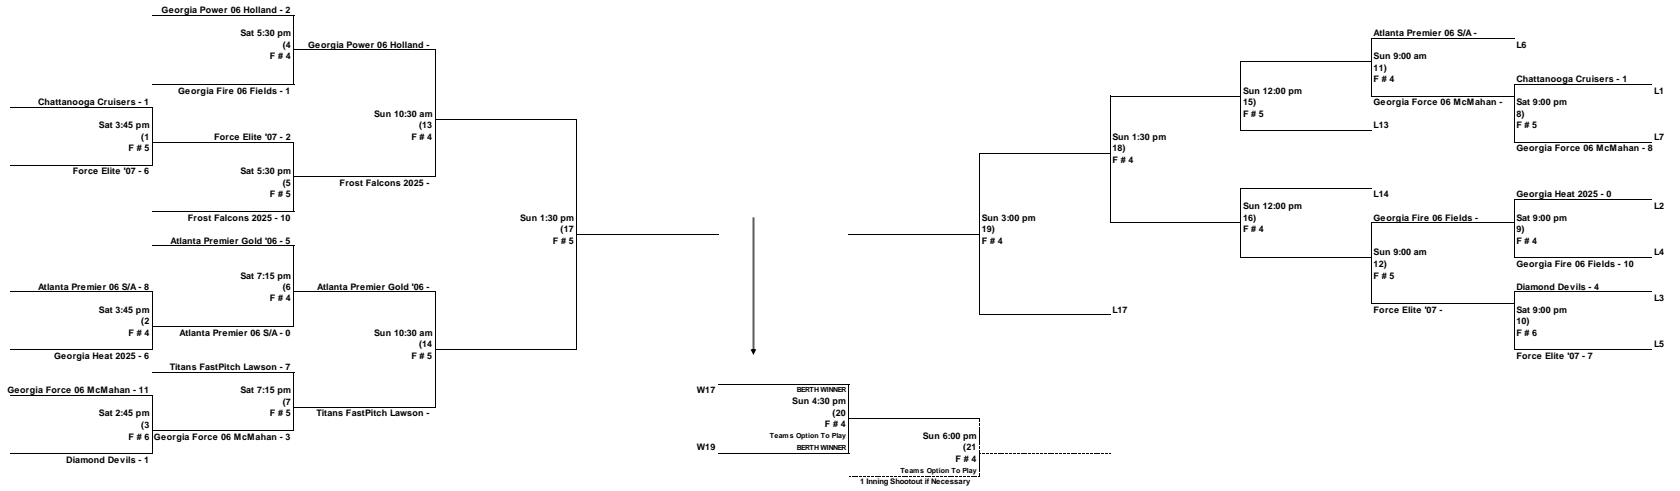 Georgia Power 06 Holland - 2
Sat 5:30 pm
(4
F # 4
Georgia Fire 06 Fields - 1
Georgia Power 06 Holland -
Chattanooga Cruisers - 1
Sat 3:45 pm
(1
F # 5
Force Elite '07 - 6
Force Elite '07 - 2
Sat 5:30 pm
(5
F # 5
Frost Falcons 2025 - 10
Sun 10:30 am
(13
F # 4
Frost Falcons 2025 -
Atlanta Premier Gold '06 - 5
Sat 7:15 pm
(6
F # 4
Atlanta Premier 06 S/A - 0
Atlanta Premier 06 S/A - 8
Sat 3:45 pm
(2
F # 4
Georgia Heat 2025 - 6
Atlanta Premier Gold '06 -
Sun 10:30 am
(14
F # 5
Titans FastPitch Lawson -
Titans FastPitch Lawson - 7
Sat 7:15 pm
(7
F # 5
Georgia Force 06 McMahan - 3
Georgia Force 06 McMahan - 11
Sat 2:45 pm
(3
F # 6
Diamond Devils - 1
Sun 1:30 pm
(17
F # 5
W17
BERTH WINNER
Sun 4:30 pm
(20
F # 4
Teams Option To Play
W19
BERTH WINNER
Sun 6:00 pm
(21
F # 4
Teams Option To Play
1 Inning Shootout if Necessary
Sun 3:00 pm
19)
F # 4
L17
Sun 1:30 pm
18)
F # 4
Sun 12:00 pm
15)
F # 5
L13
Atlanta Premier 06 S/A -
L6
Sun 9:00 am
11)
F # 4
Georgia Force 06 McMahan -
Chattanooga Cruisers - 1
L1
Sat 9:00 pm
8)
F # 5
L7
Georgia Force 06 McMahan - 8
L14
Sun 12:00 pm
16)
F # 4
Georgia Fire 06 Fields -
Sun 9:00 am
12)
F # 5
Force Elite '07 -
Georgia Heat 2025 - 0
L2
Sat 9:00 pm
9)
F # 4
L4
Georgia Fire 06 Fields - 10
Diamond Devils - 4
L3
Sat 9:00 pm
10)
F # 6
L5
Force Elite '07 - 7